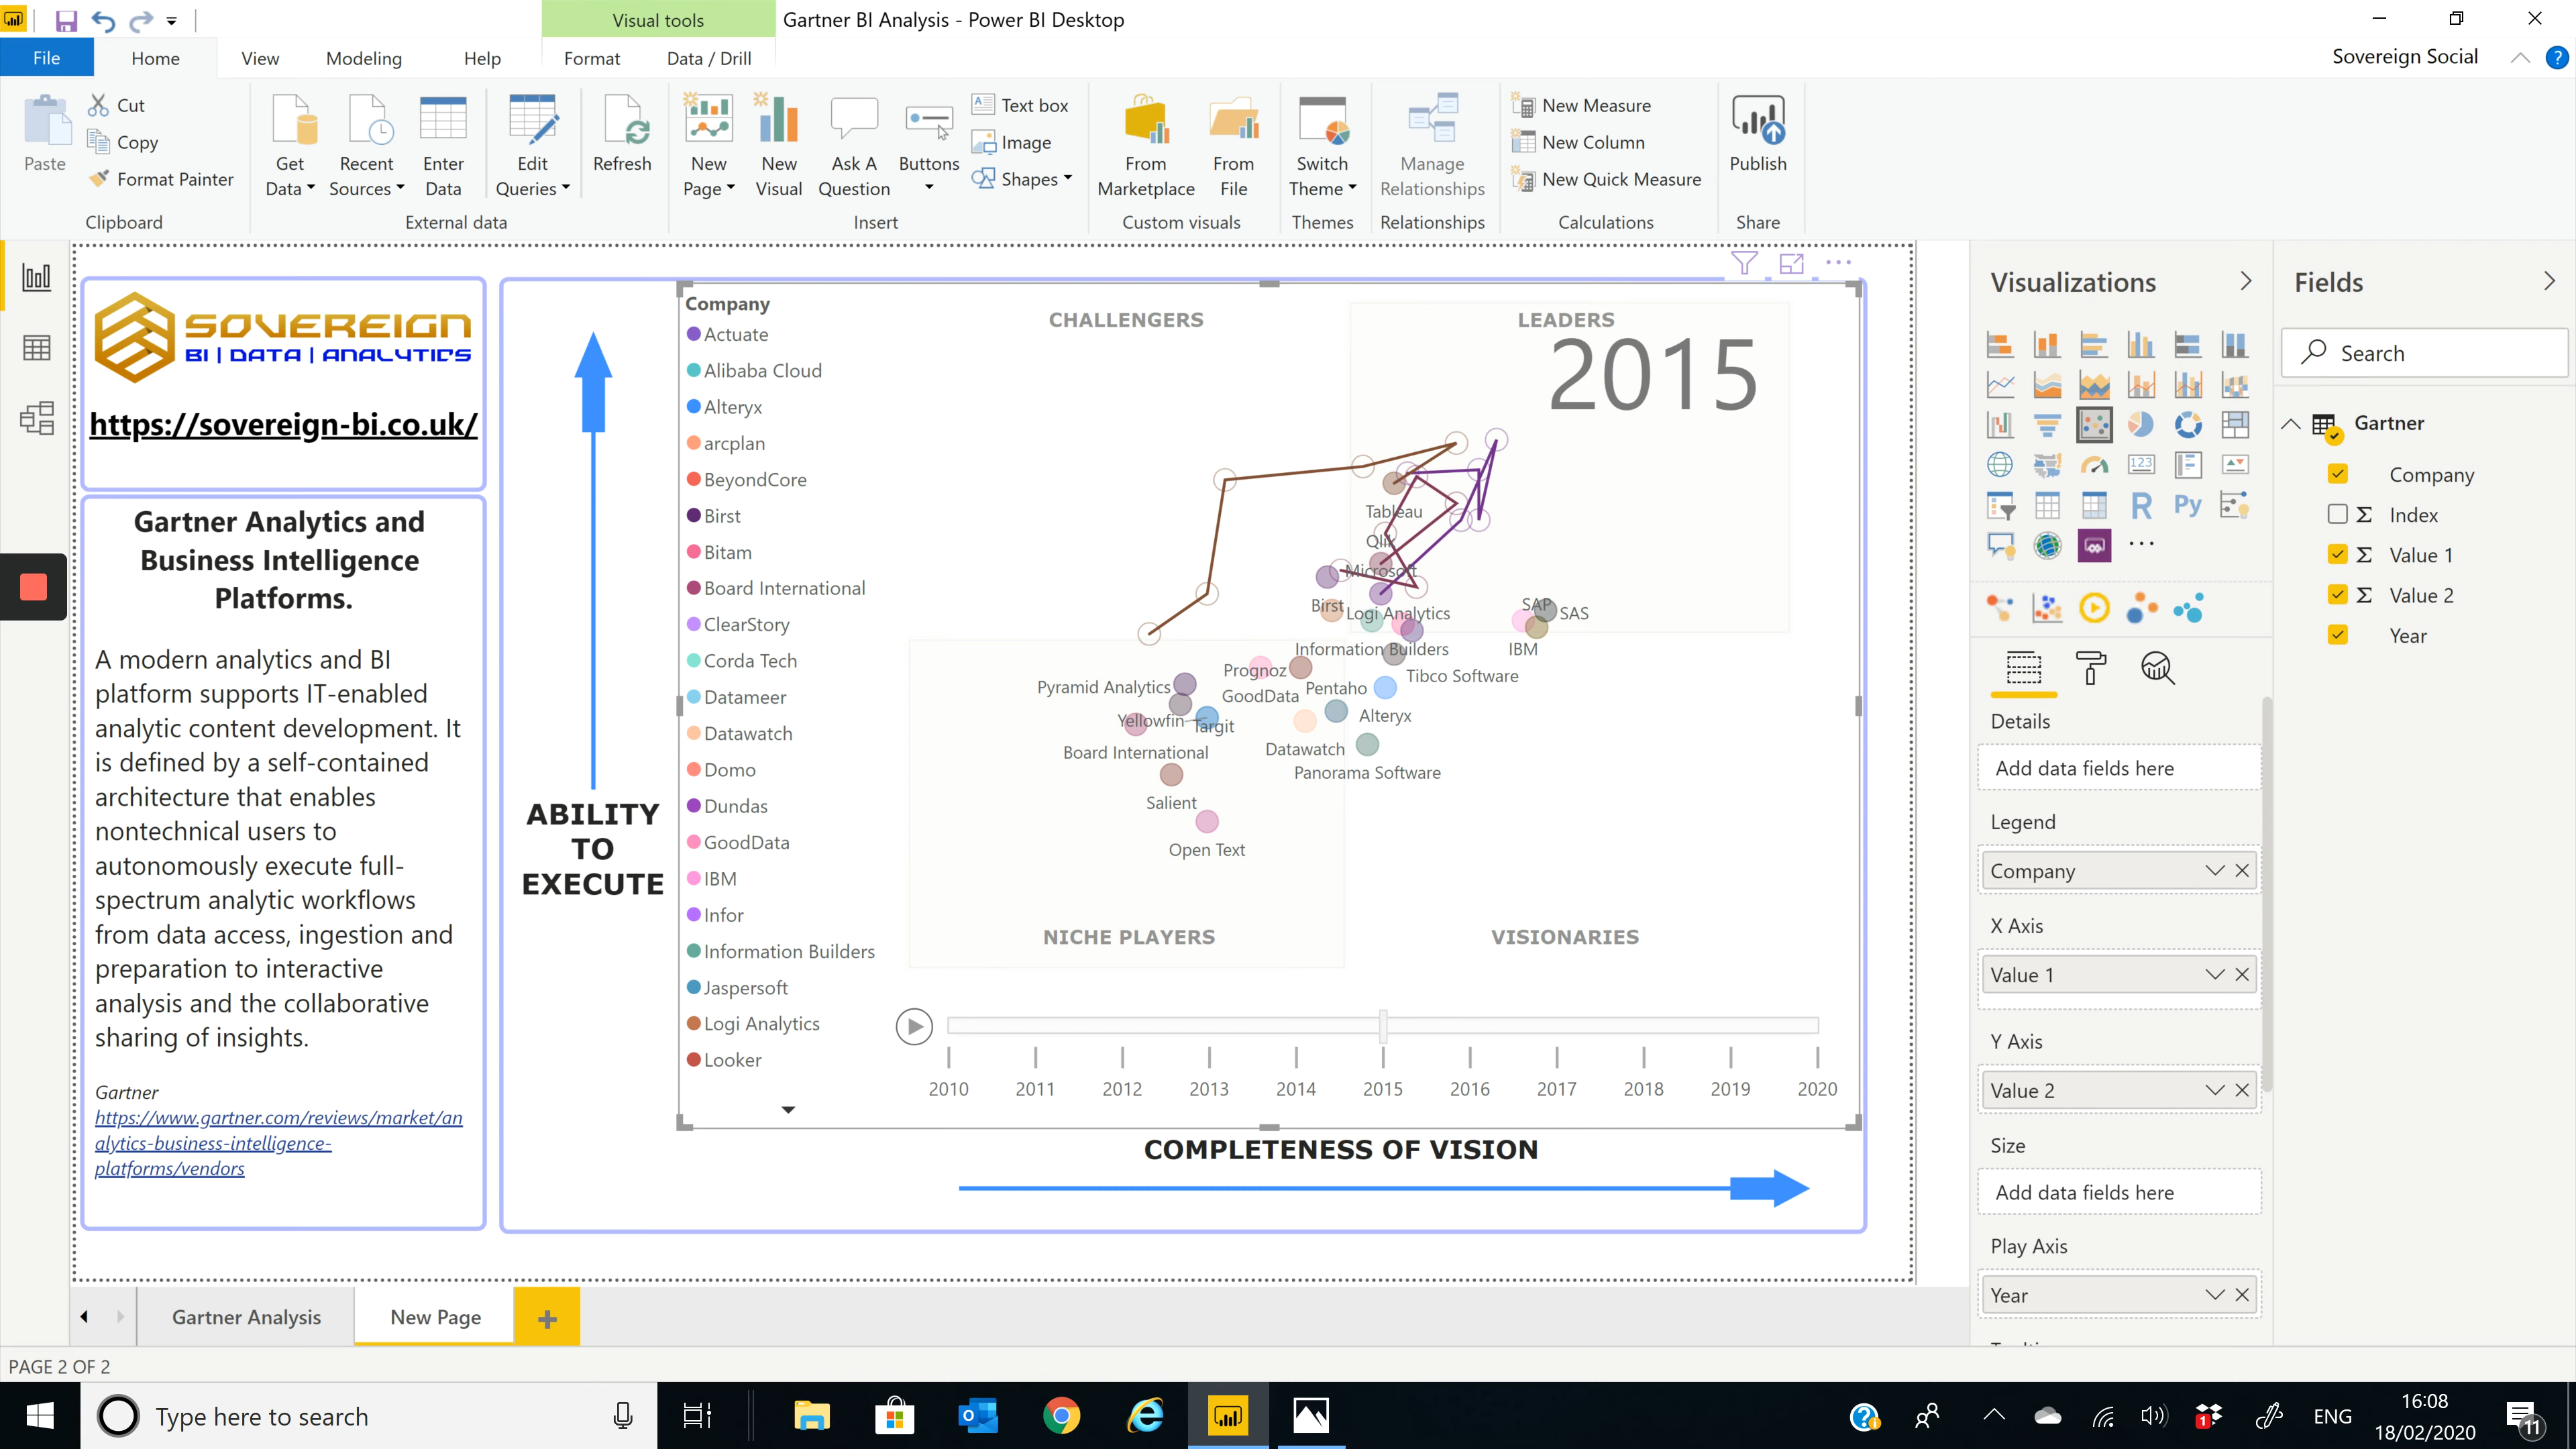 Visual tools
Gartner BI Analysis - Power BI Desktop
File
Home
View
Modeling
Help
Format
Data / Drill
Sovereign Social
?
Paste
Cut
Copy
Format Painter
Clipboard
Get Data
Recent Sources
Enter Data
Edit Queries
Refresh
External data
New Page
New Visual
Ask A Question
Buttons
Text box
Image
Shapes
Insert
From Marketplace
From File
Custom visuals
Switch Theme
Themes
Manage Relationships
Relationships
New Measure
New Column
New Quick Measure
Calculations
Publish
Share
SOVEREIGN
BI | DATA | ANALYTICS
https://sovereign-bi.co.uk/
Gartner Analytics and
Business Intelligence
Platforms.
A modern analytics and BI
platform supports IT-enabled
analytic content development. It
is defined by a self-contained
architecture that enables
nontechnical users to
autonomously execute full-
spectrum analytic workflows
from data access, ingestion and
preparation to interactive
analysis and the collaborative
sharing of insights.
Gartner
https://www.gartner.com/reviews/market/an
alytics-business-intelligence-
platforms/vendors
ABILITY
TO
EXECUTE
Company
Actuate
Alibaba Cloud
Alteryx
arcplan
BeyondCore
Birst
Bitam
Board International
ClearStory
Corda Tech
Datameer
Datawatch
Domo
Dundas
GoodData
IBM
Infor
Information Builders
Jaspersoft
Logi Analytics
Looker
CHALLENGERS
LEADERS
2015
Tableau
Qlik
Microsoft
Birst
Logi Analytics
SAP
SAS
Information Builders
IBM
Prognoz
Tibco Software
Pyramid Analytics
GoodData
Pentaho
Yellowfin
Targit
Alteryx
Board International
Datawatch
Panorama Software
Salient
Open Text
NICHE PLAYERS
VISIONARIES
2010 2011 2012 2013 2014 2015 2016 2017 2018 2019 2020
COMPLETENESS OF VISION
Visualizations
123
R
Py
Details
Add data fields here
Legend
Company
X Axis
Value 1
Y Axis
Value 2
Size
Add data fields here
Play Axis
Year
Fields
Search
Gartner
Company
Index
Value 1
Value 2
Year
Gartner Analysis
New Page
PAGE 2 OF 2
Type here to search
ENG
16:08
18/02/2020
1
11